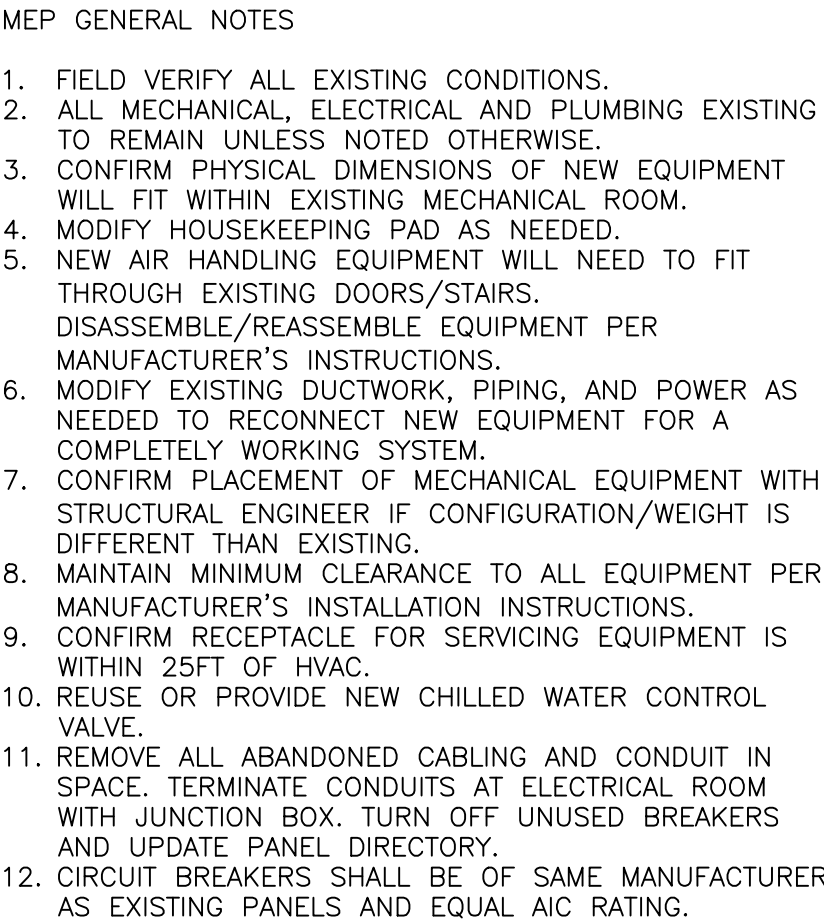 MEP GENERAL NOTES
1. FIELD VERIFY ALL EXISTING CONDITIONS.
2. ALL MECHANICAL, ELECTRICAL AND PLUMBING EXISTING
TO REMAIN UNLESS NOTED OTHERWISE.
3. CONFIRM PHYSICAL DIMENSIONS OF NEW EQUIPMENT
WILL FIT WITHIN EXISTING MECHANICAL ROOM.
4. MODIFY HOUSEKEEPING PAD AS NEEDED.
5. NEW AIR HANDLING EQUIPMENT WILL NEED TO FIT
THROUGH EXISTING DOORS/STAIRS.
DISASSEMBLE/REASSEMBLE EQUIPMENT PER
MANUFACTURER'S INSTRUCTIONS.
6. MODIFY EXISTING DUCTWORK, PIPING, AND POWER AS
NEEDED TO RECONNECT NEW EQUIPMENT FOR A
COMPLETELY WORKING SYSTEM.
7. CONFIRM PLACEMENT OF MECHANICAL EQUIPMENT WITH
STRUCTURAL ENGINEER IF CONFIGURATION/WEIGHT IS
DIFFERENT THAN EXISTING.
8. MAINTAIN MINIMUM CLEARANCE TO ALL EQUIPMENT PER
MANUFACTURER'S INSTALLATION INSTRUCTIONS.
9. CONFIRM RECEPTACLE FOR SERVICING EQUIPMENT IS
WITHIN 25FT OF HVAC.
10. REUSE OR PROVIDE NEW CHILLED WATER CONTROL
VALVE.
11. REMOVE ALL ABANDONED CABLING AND CONDUIT IN
SPACE. TERMINATE CONDUITS AT ELECTRICAL ROOM
WITH JUNCTION BOX. TURN OFF UNUSED BREAKERS
AND UPDATE PANEL DIRECTORY.
12. CIRCUIT BREAKERS SHALL BE OF SAME MANUFACTURER
AS EXISTING PANELS AND EQUAL AIC RATING.